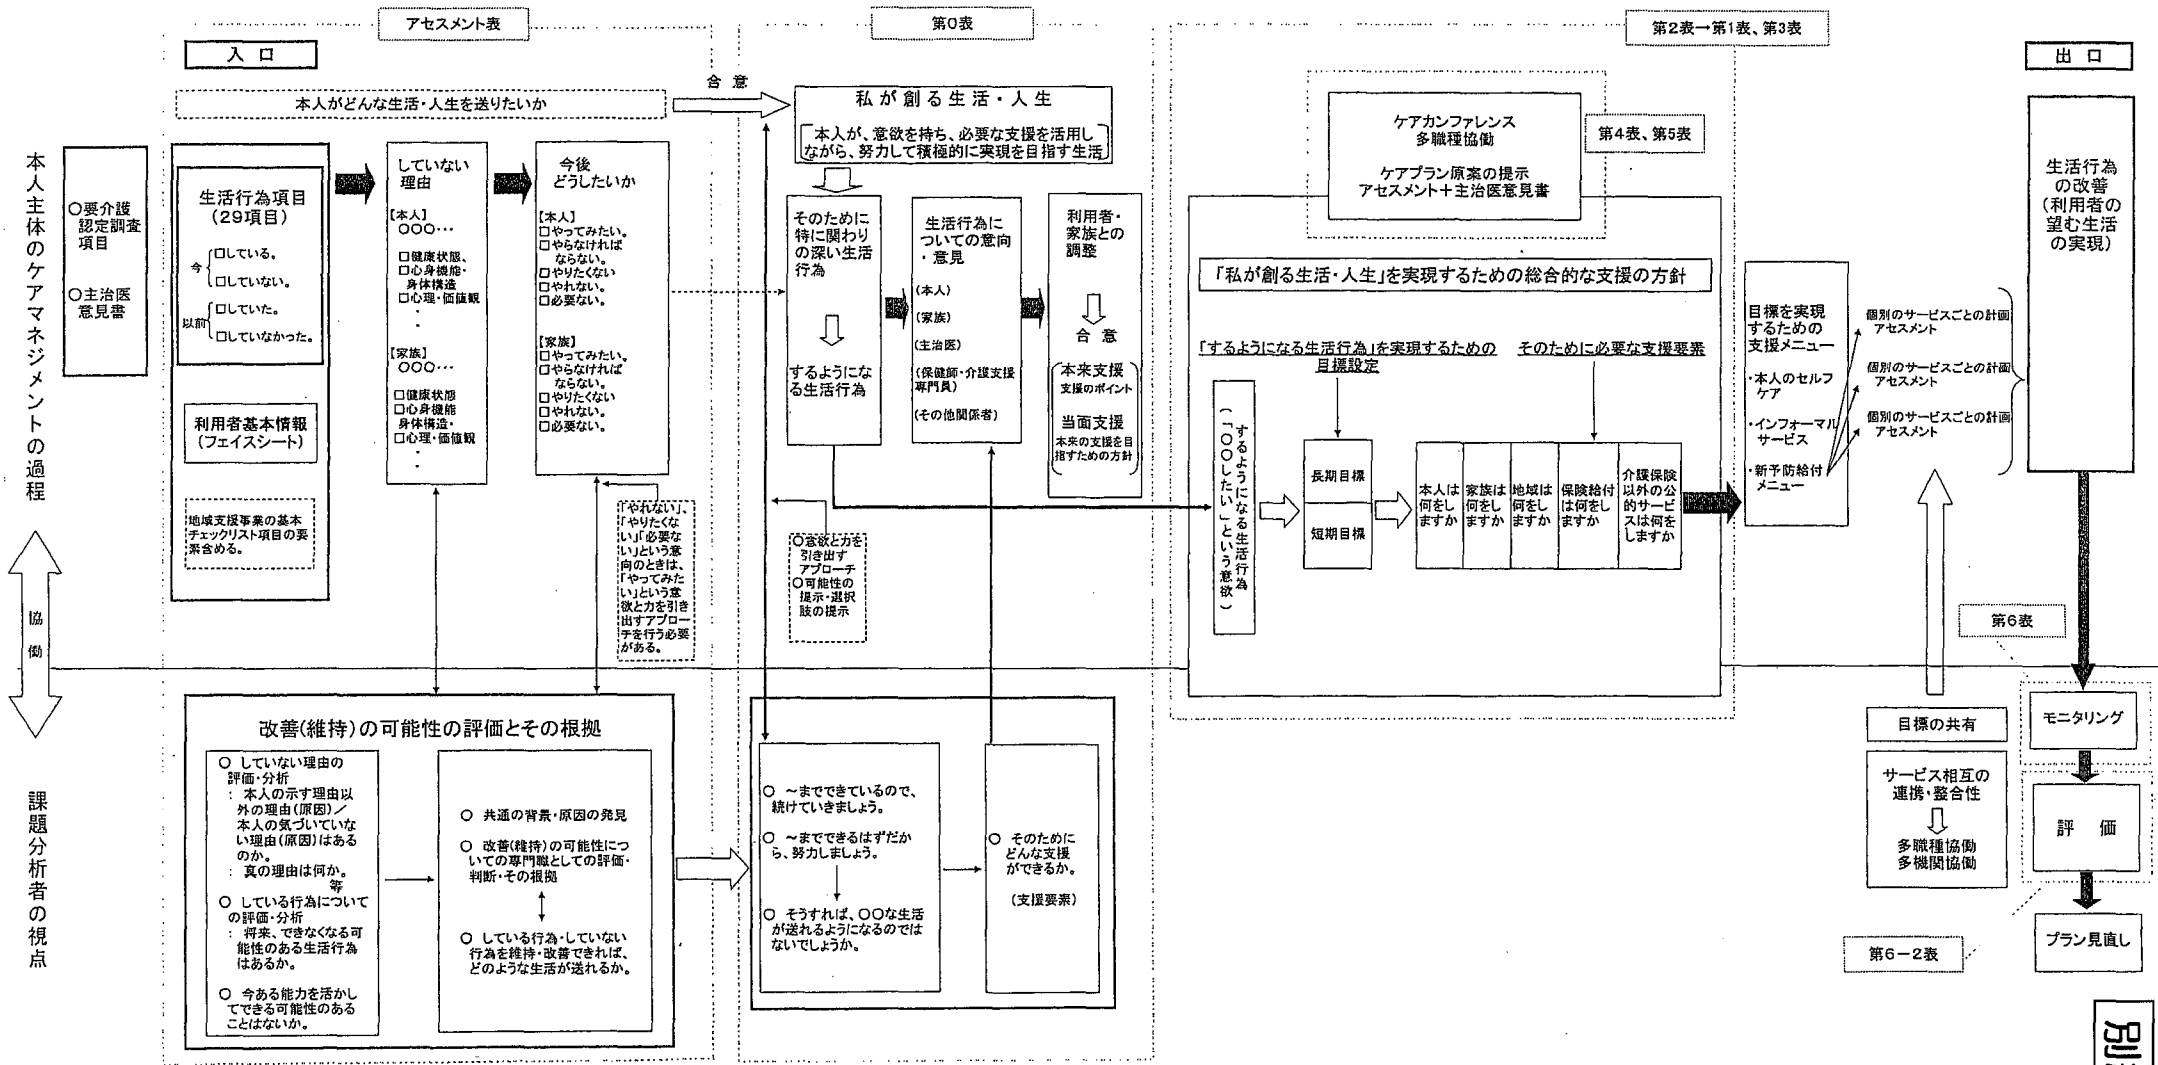 アセスメント表
第0表
第2表→第1表、第3表
入 口
出 口
本人がどんな生活・人生を送りたいか
合 意
本人主体のケアマネジメントの過程
協
働
課題分析者の視点
○要介護
認定調査
項目
○主治医
意見書
生活行為項目
(29項目)
今
□している。
□していない。
以前
□していた。
□していなかった。
利用者基本情報
(フェイスシート)
地域支援事業の基本
チェックリスト項目の要
素含める。
していない
理由
【本人】
○○○…
□健康状態、
□心身機能・
身体構造
□心理・価値観
・
・
【家族】
○○○…
□健康状態
□心身機能
身体構造・
□心理・価値観
・
・
今後
どうしたいか
【本人】
□やってみたい。
□やらなければ
ならない。
□やりたくない
□やれない。
□必要ない。
【家族】
□やってみたい。
□やらなければ
ならない。
□やりたくない
□やれない。
□必要ない。
「やれない」、
「やりたくな
い」「必要な
い」という意
向のときは、
「やってみた
い」という意
欲と力を引き
出すアプロー
チを行う必要
がある。
私 が 創 る 生 活 ・ 人 生
本人が、意欲を持ち、必要な支援を活用し
ながら、努力して積極的に実現を目指す生活
そのために
特に関わり
の深い生活
行為
するようにな
る生活行為
生活行為に
ついての意向
・意見
(本人)
(家族)
(主治医)
(保健師・介護支援
専門員)
(その他関係者)
利用者・
家族との
調整
合 意
本来支援
支援のポイント
当面支援
本来の支援を目
指すための方針
○意欲と力を
引き出す
アプローチ
○可能性の
提示・選択
肢の提示
ケアカンファレンス
多職種協働
ケアプラン原案の提示
アセスメント＋主治医意見書
第4表、第5表
「私が創る生活・人生」を実現するための総合的な支援の方針
「するようになる生活行為」を実現するための
目標設定
そのために必要な支援要素
するようになる生活行為
(「○○したい」という意欲)
長期目標
短期目標
本人は
何をし
ますか
家族は
何をし
ますか
地域は
何をし
ますか
保険給付
は何をし
ますか
介護保険
以外の公
的サービ
スは何を
しますか
目標を実現
するための
支援メニュー
・本人のセルフ
ケア
・インフォーマル
サービス
・新予防給付
メニュー
個別のサービスごとの計画
アセスメント
個別のサービスごとの計画
アセスメント
個別のサービスごとの計画
アセスメント
生活行為
の改善
(利用者の
望む生活
の実現)
第6表
目標の共有
サービス相互の
連携・整合性
多職種協働
多機関協働
モニタリング
評 価
プラン見直し
第6－2表
改善(維持)の可能性の評価とその根拠
○ していない理由の
評価・分析
： 本人の示す理由以
外の理由(原因)／
本人の気づいていな
い理由(原因)はある
のか。
： 真の理由は何か。
等
○ している行為について
の評価・分析
： 将来、できなくなる可
能性のある生活行為
はあるか。
○ 今ある能力を活かし
てできる可能性のある
ことはないか。
○ 共通の背景・原因の発見
○ 改善(維持)の可能性につ
いての専門職としての評価・
判断・その根拠
○ している行為・していない
行為を維持・改善できれば、
どのような生活が送れるか。
○ ～までできているので、
続けていきましょう。
○ ～までできるはずだか
ら、努力しましょう。
○ そうすれば、○○な生活
が送れるようになるのでは
ないでしょうか。
○ そのために
どんな支援
ができるか。
(支援要素)
別